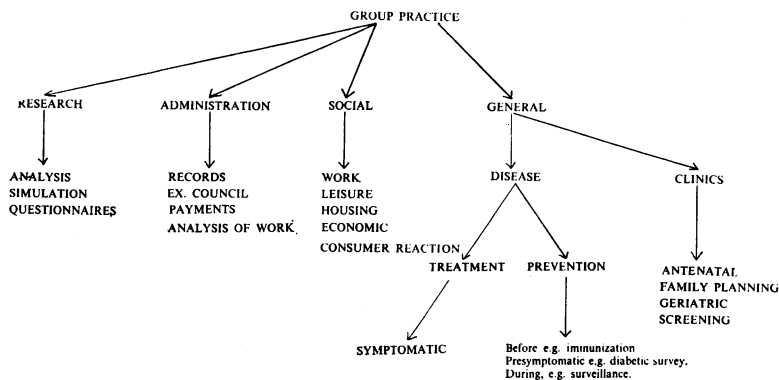 GROUP PRACTICE
RESEARCH ADMINISTRATION SOCIAL GENERAL
ANALYSIS
SIMULATION
QUESTIONNAIRES
RECORDS
EX. COUNCIL
PAYMENTS
ANALYSIS OF WORK
WORK
LEISURE
HOUSING
ECONOMIC
CONSUMER REACTION
DISEASE
CLINICS
TREATMENT
PREVENTION
ANTENATAL
FAMILY PLANNING
GERIATRIC
SCREENING
SYMPTOMATIC
Before e.g. immunization
Presymptomatic e.g. diabetic survey.
During, e.g. surveillance.